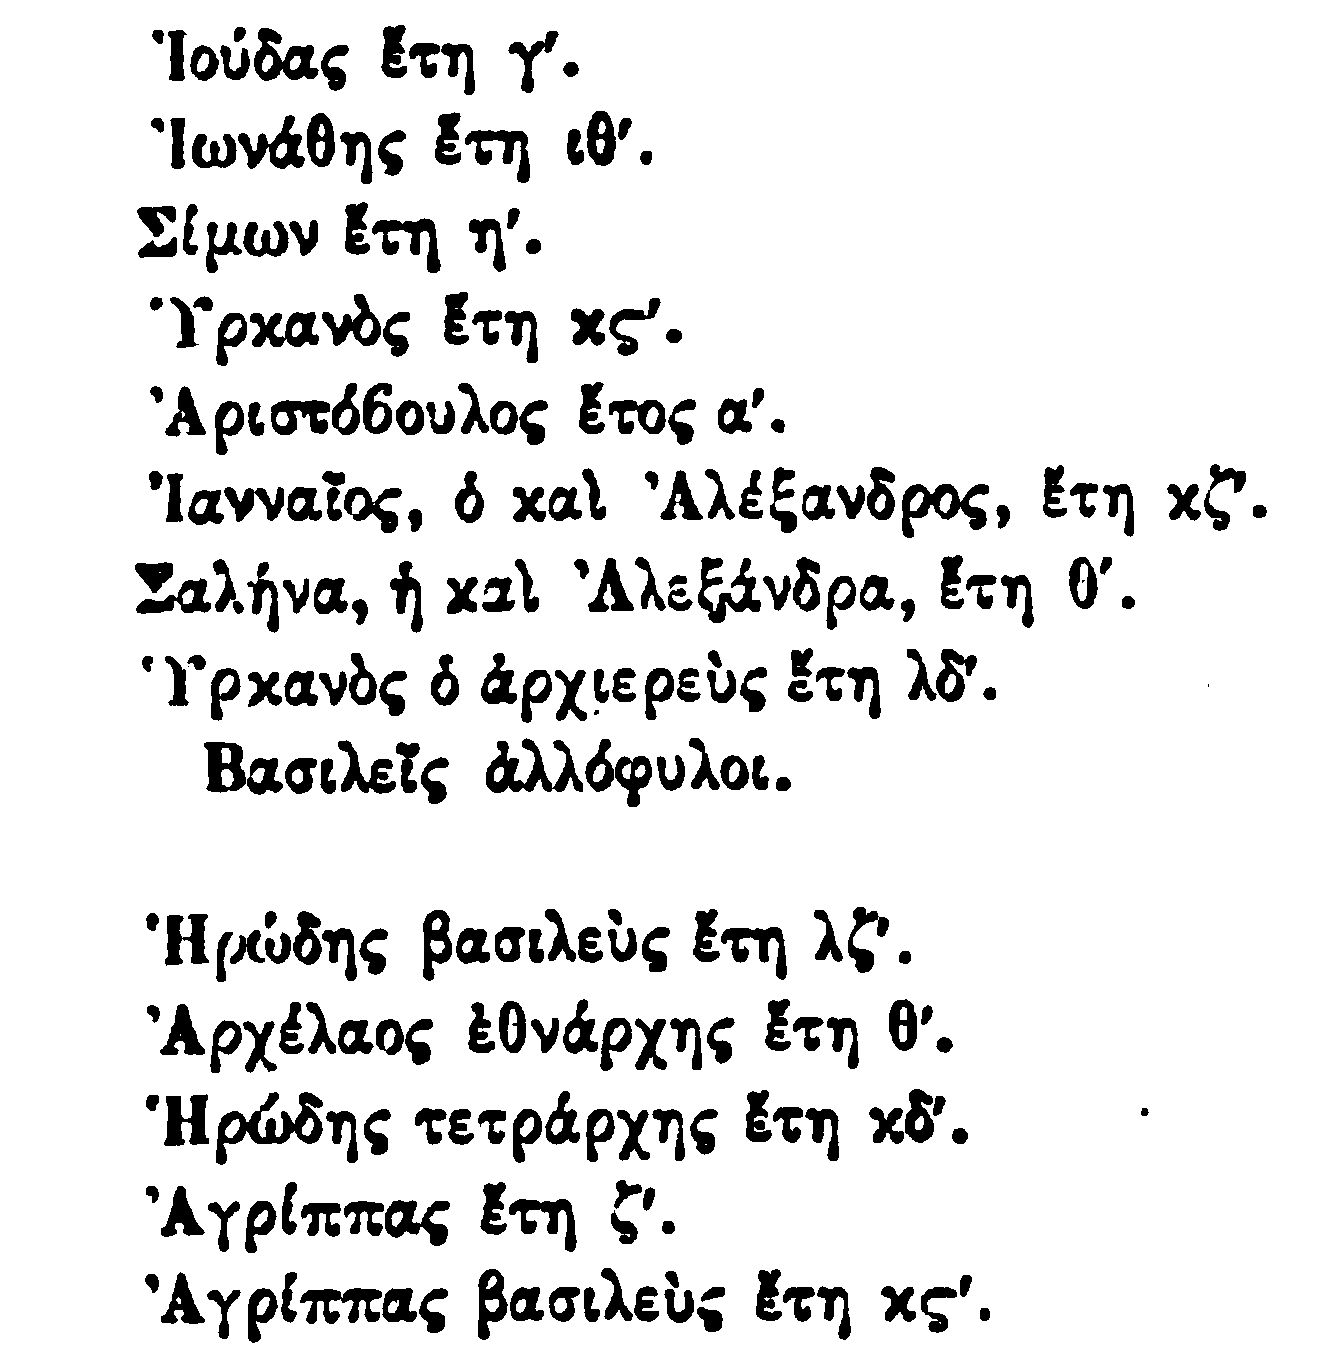 Ἰούδας ἔτη γʹ.
Ἰωνάθης ἔτη ιθʹ.
Σίμων ἔτη ηʹ.
Ὑρκανὸς ἔτη κϛʹ.
Ἀριστόϐουλος ἔτος αʹ.
Ἰανναῖος, ὁ καὶ Ἀλέξανδρος, ἔτη κζʹ.
Σαλήνα, ἡ καὶ Ἀλεξάνδρα, ἔτη θʹ.
Ὑρκανὸς ὁ ἀρχιερεὺς ἔτη λδʹ.
Βασιλεῖς ἀλλόφυλοι.
Ἡρώδης βασιλεὺς ἔτη λζʹ.
Ἀρχέλαος ἐθνάρχης ἔτη θʹ.
Ἡρώδης τετράρχης ἔτη κδʹ.
Ἀγρίππας ἔτη ζʹ.
Ἀγρίππας βασιλεὺς ἔτη κϛʹ.